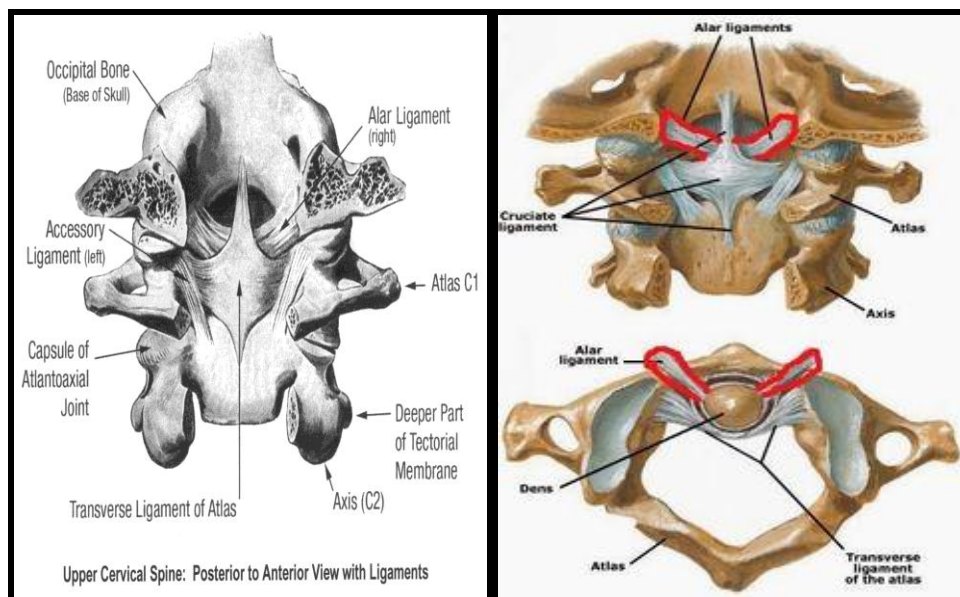 Occipital Bone
(Base of Skull)
Alar Ligament
(right)
Accessory
Ligament (left)
Atlas C1
Capsule of
Atlantoaxial
Joint
Deeper Part
of Tectorial
Membrane
Transverse Ligament of Atlas
Axis (C2)
Upper Cervical Spine: Posterior to Anterior View with Ligaments
Alar ligaments
Cruciate
ligament
Atlas
Axis
Alar
ligament
Dens
Atlas
Transverse
ligament
of the atlas